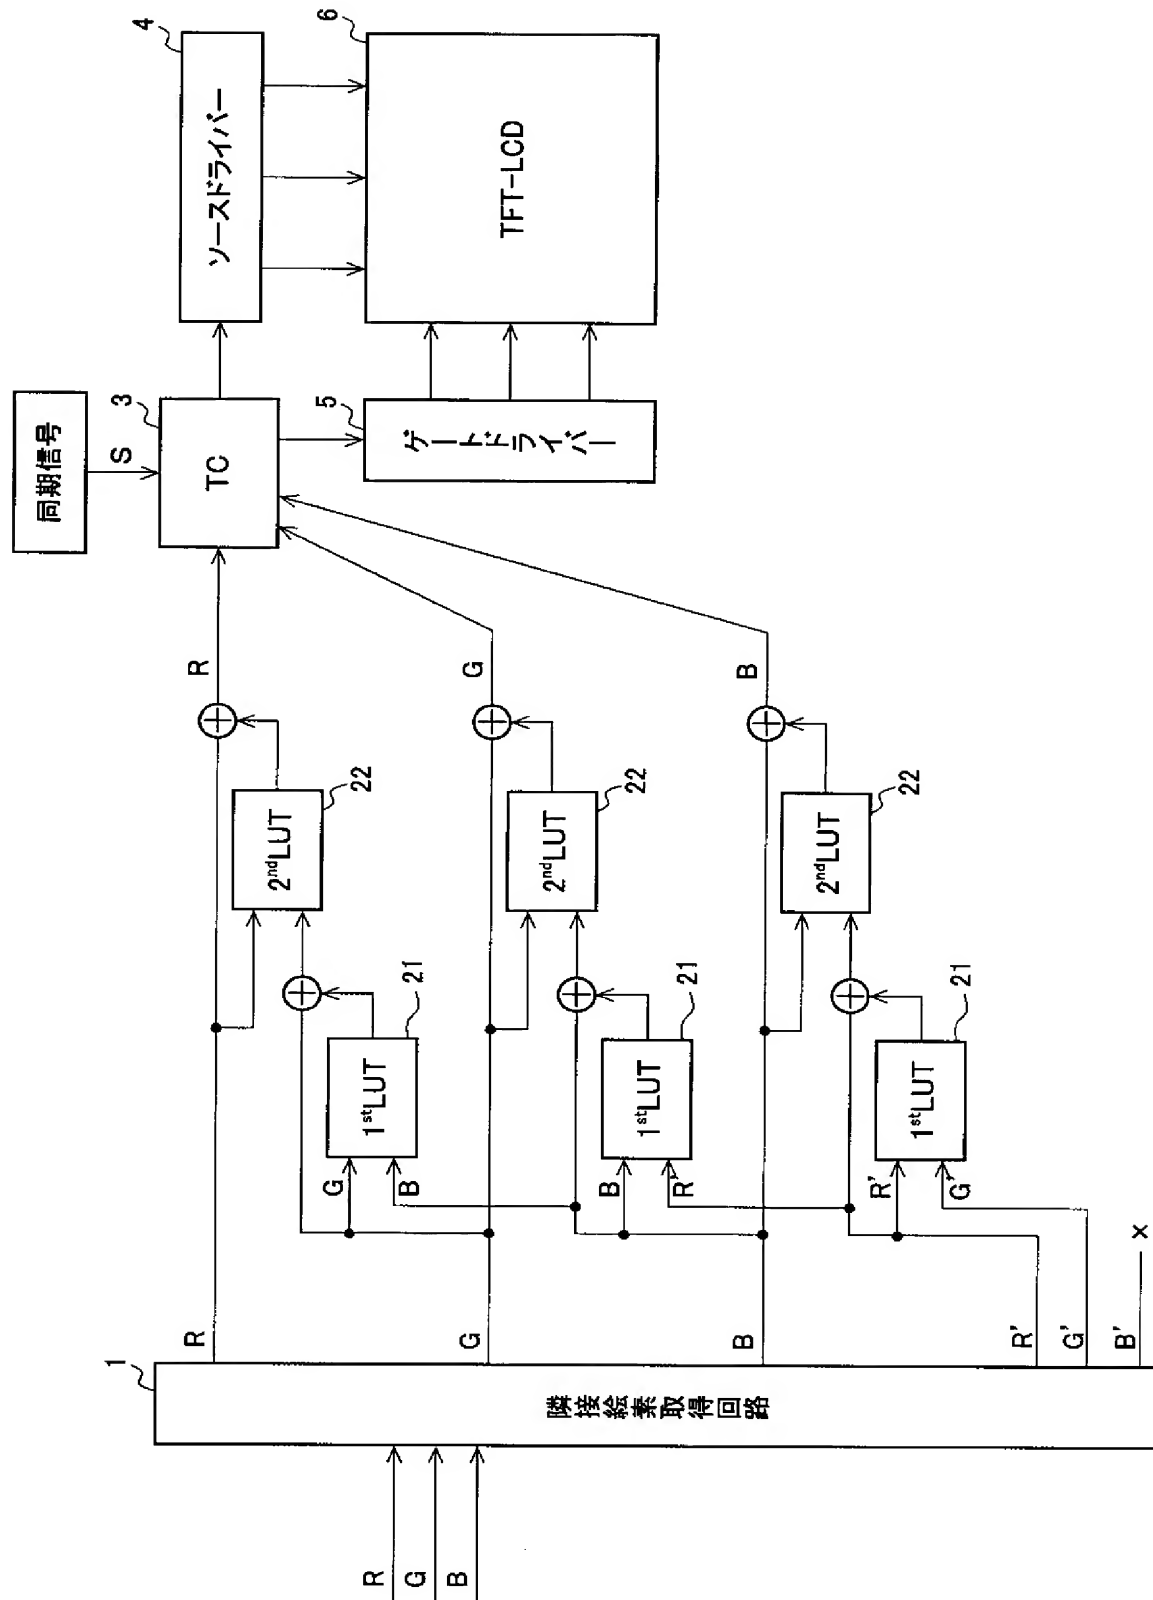 R
G
B
1
隣接絵素取得回路
R
G
B
R'
G'
B'
×
G
B
1stLUT
21
2ndLUT
22
R
B
R'
1stLUT
21
2ndLUT
22
G
R'
G'
1stLUT
21
2ndLUT
22
B
同期信号
S
TC
3
ソースドライバー
4
ゲートドライバー
5
TFT-LCD
6